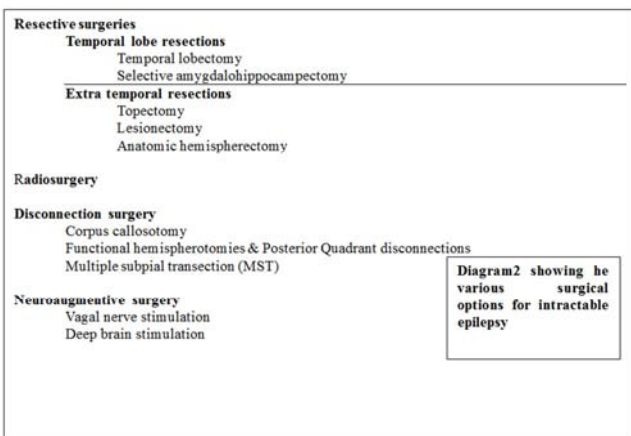 Resective surgeries
Temporal lobe resections
Temporal lobectomy
Selective amygdalohippocampectomy
Extra temporal resections
Topectomy
Lesionectomy
Anatomic hemispherectomy
Radiosurgery
Disconnection surgery
Corpus callosotomy
Functional hemispherotomies & Posterior Quadrant disconnections
Multiple subpial transection (MST)
Neuroaugmentive surgery
Vagal nerve stimulation
Deep brain stimulation
Diagram2 showing he
various surgical
options for intractable
epilepsy